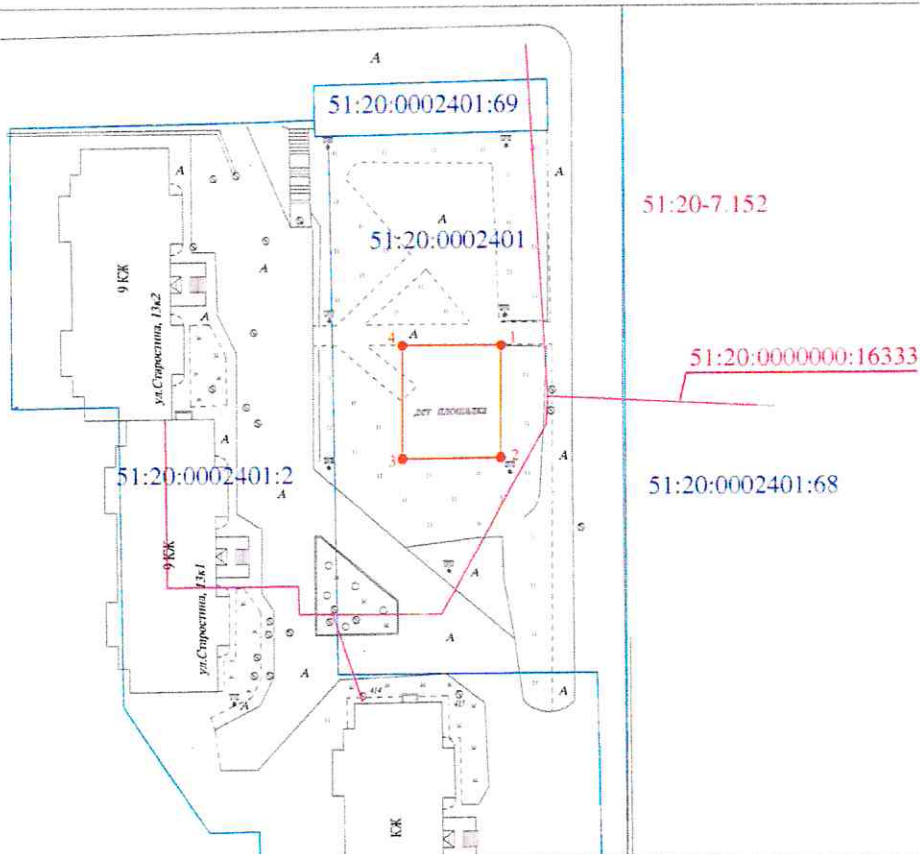 А
51:20:0002401:69
А
А
51:20-7.152
А
51:20:0002401
А
9 КЖ
ул.Старостина, 13к2
А
А
4
1
51:20:0000000:16333
дет площадка
А
3
2
А
51:20:0002401:2
51:20:0002401:68
А
9 КЖ
А
ул.Старостина, 13к1
А
А
А
414
А
КЖ